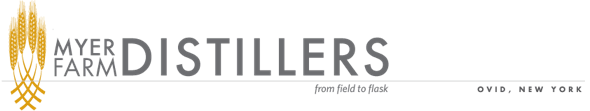 MYER FARM DISTILLERS
from field to flask
OVID, NEW YORK